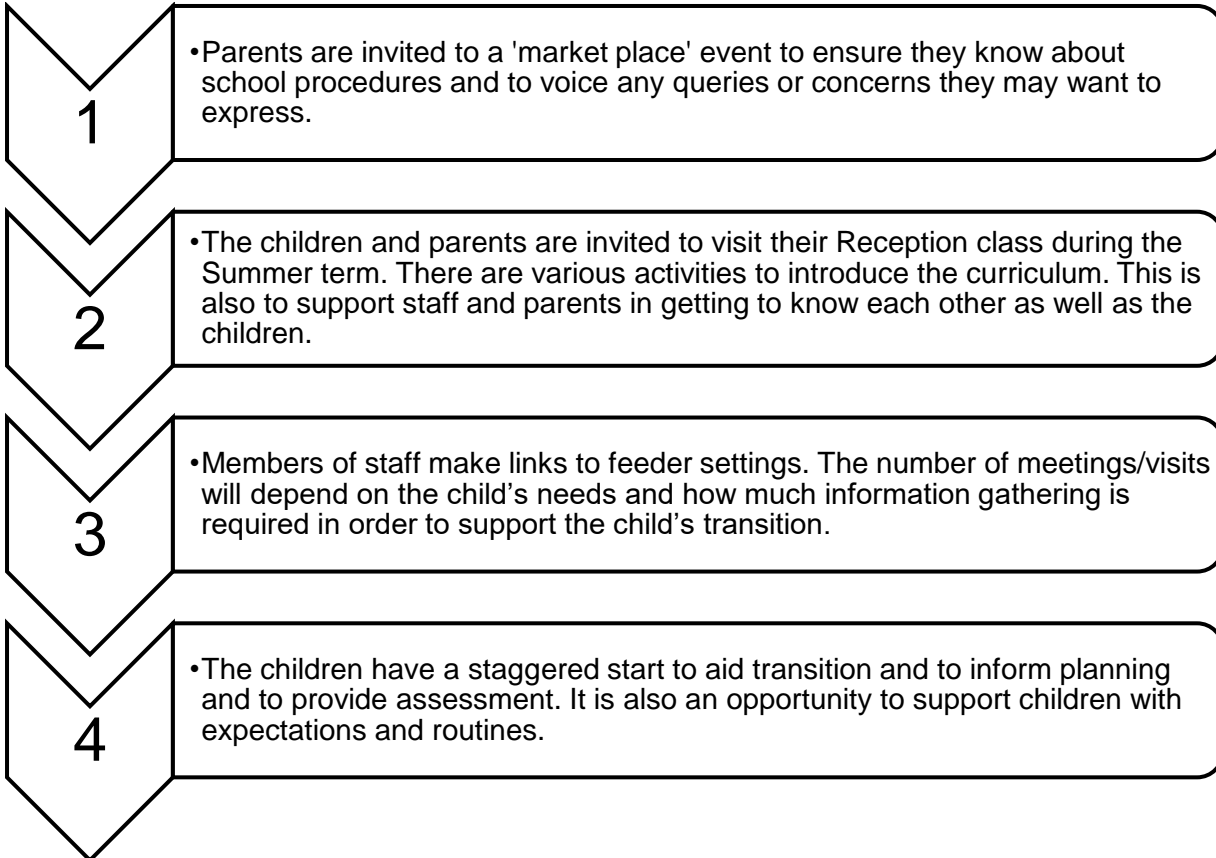 1
•Parents are invited to a 'market place' event to ensure they know about
school procedures and to voice any queries or concerns they may want to
express.
2
•The children and parents are invited to visit their Reception class during the
Summer term. There are various activities to introduce the curriculum. This is
also to support staff and parents in getting to know each other as well as the
children.
3
•Members of staff make links to feeder settings. The number of meetings/visits
will depend on the child’s needs and how much information gathering is
required in order to support the child’s transition.
4
•The children have a staggered start to aid transition and to inform planning
and to provide assessment. It is also an opportunity to support children with
expectations and routines.